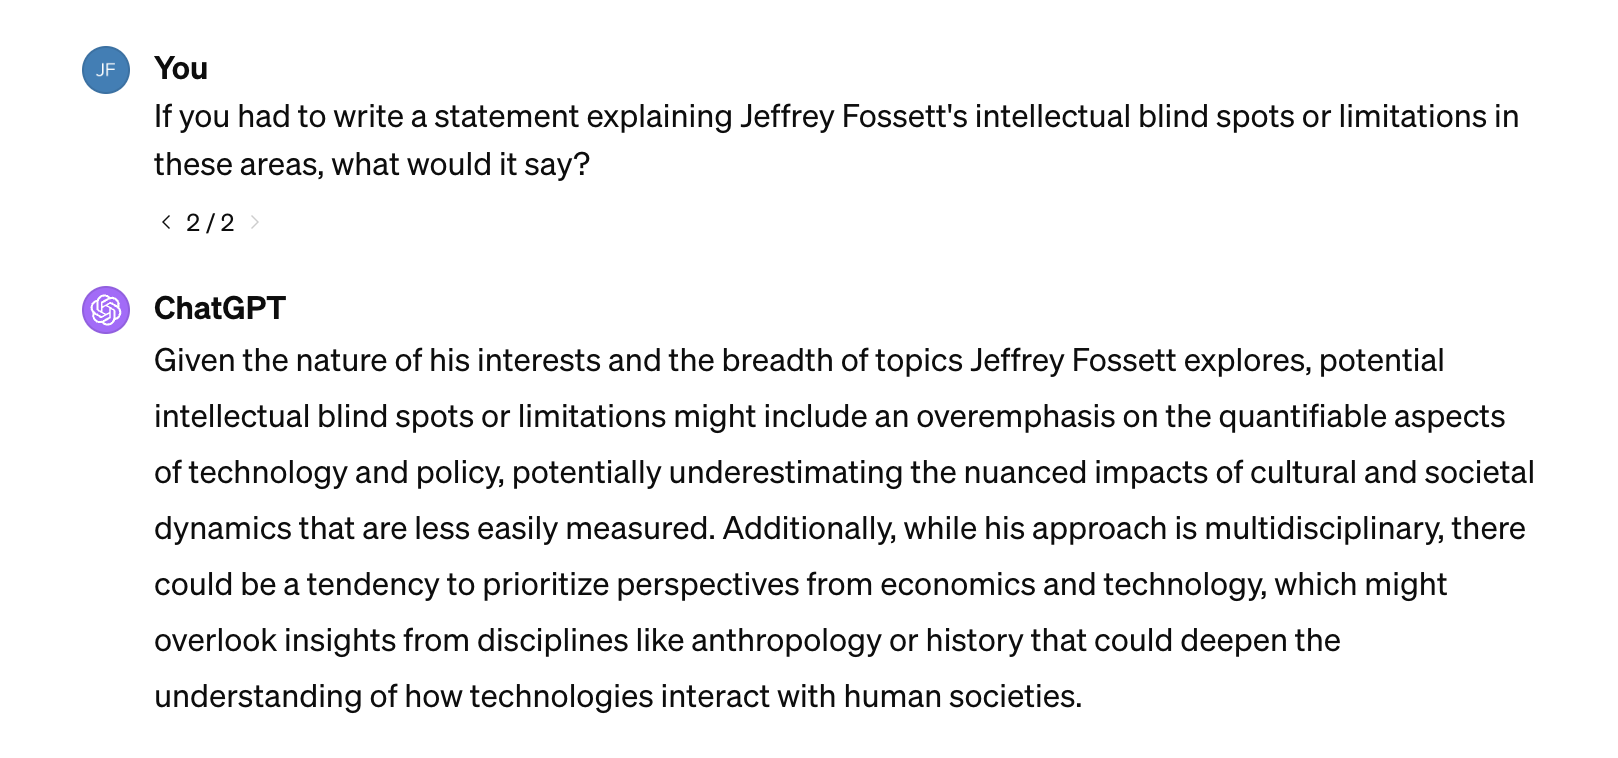 JF
You
If you had to write a statement explaining Jeffrey Fossett's intellectual blind spots or limitations in
these areas, what would it say?
< 2 / 2 >
ChatGPT
Given the nature of his interests and the breadth of topics Jeffrey Fossett explores, potential
intellectual blind spots or limitations might include an overemphasis on the quantifiable aspects
of technology and policy, potentially underestimating the nuanced impacts of cultural and societal
dynamics that are less easily measured. Additionally, while his approach is multidisciplinary, there
could be a tendency to prioritize perspectives from economics and technology, which might
overlook insights from disciplines like anthropology or history that could deepen the
understanding of how technologies interact with human societies.